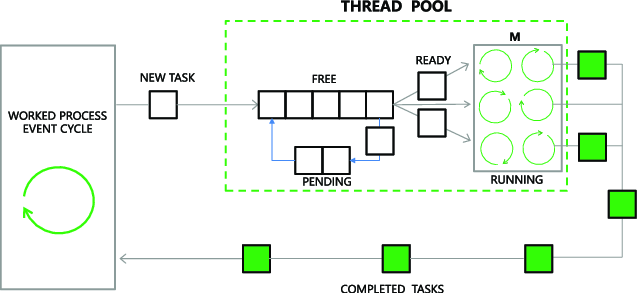 THREAD POOL
M
READY
FREE
NEW TASK
WORKED PROCESS
EVENT CYCLE
PENDING
RUNNING
COMPLETED TASKS